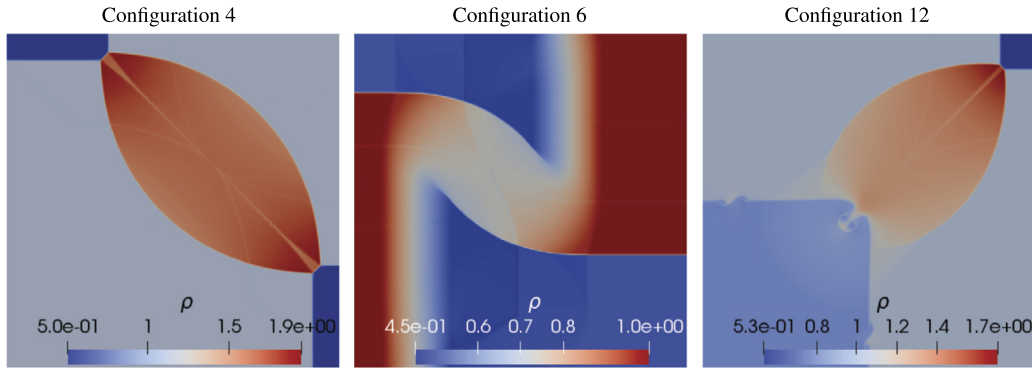 Configuration 4 Configuration 6 Configuration 12
ρ ρ ρ
5.0e-01 1 1.5 1.9e+00 4.5e-01 0.6 0.7 0.8 1.0e+00 5.3e-01 0.8 1 1.2 1.4 1.7e+00